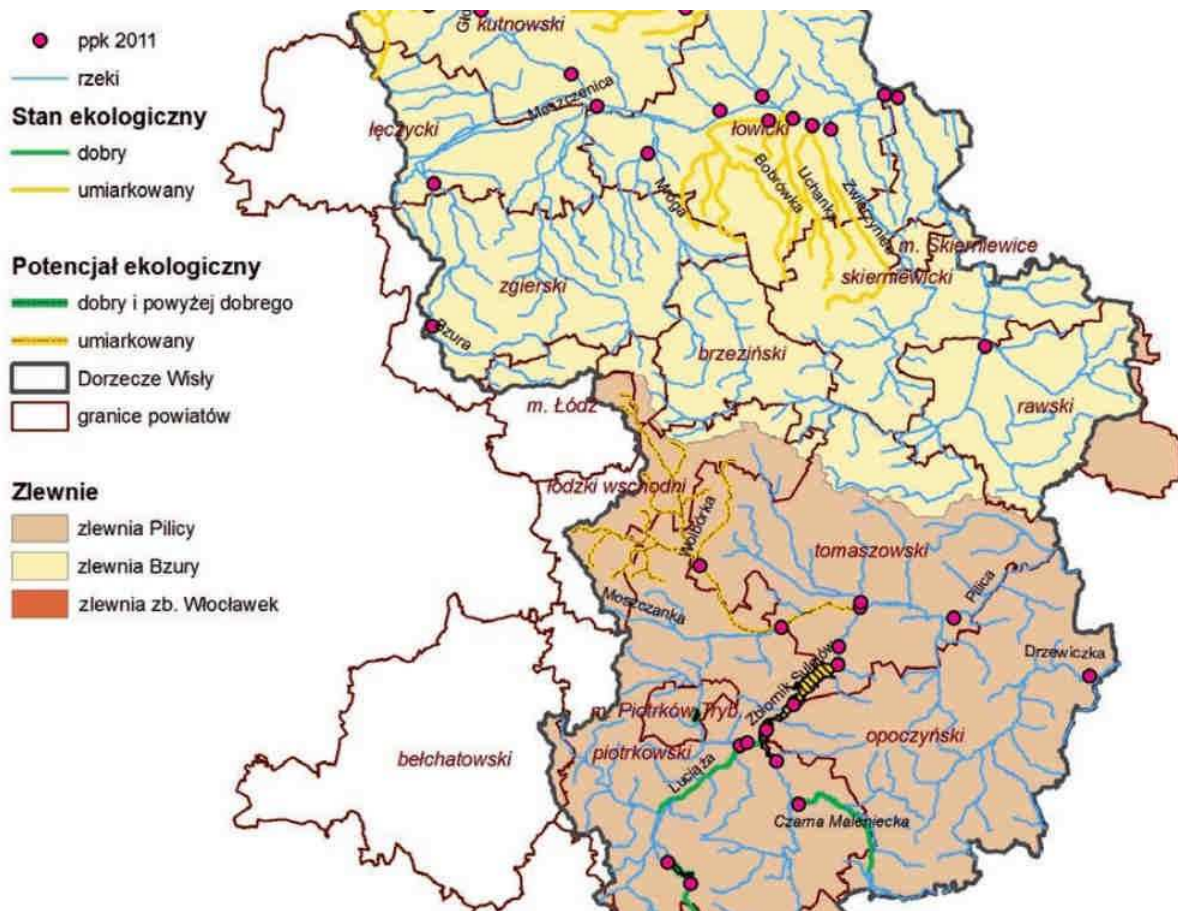 ppk 2011
rzeki
Stan ekologiczny
dobry
umiarkowany
Potencjał ekologiczny
dobry i powyżej dobrego
umiarkowany
Dorzecze Wisły
granice powiatów
Zlewnie
zlewnia Pilicy
zlewnia Bzury
zlewnia zb. Włocławek
kutnowski
Moszczenica
łęczycki
łowicki
Bobrówka
Uchanka
Zwierzyniec
Mroga
m. Skierniewice
skierniewicki
zgierski
Bzura
brzeziński
m. Łódź
rawski
łódzki wschodni
Wolbórka
tomaszowski
Moszczanka
Pilica
Drzewiczka
Zbiornik Sulejów
m. Piotrków Tryb.
piotrkowski
opoczyński
bełchatowski
Luciąża
Czarna Maleniecka